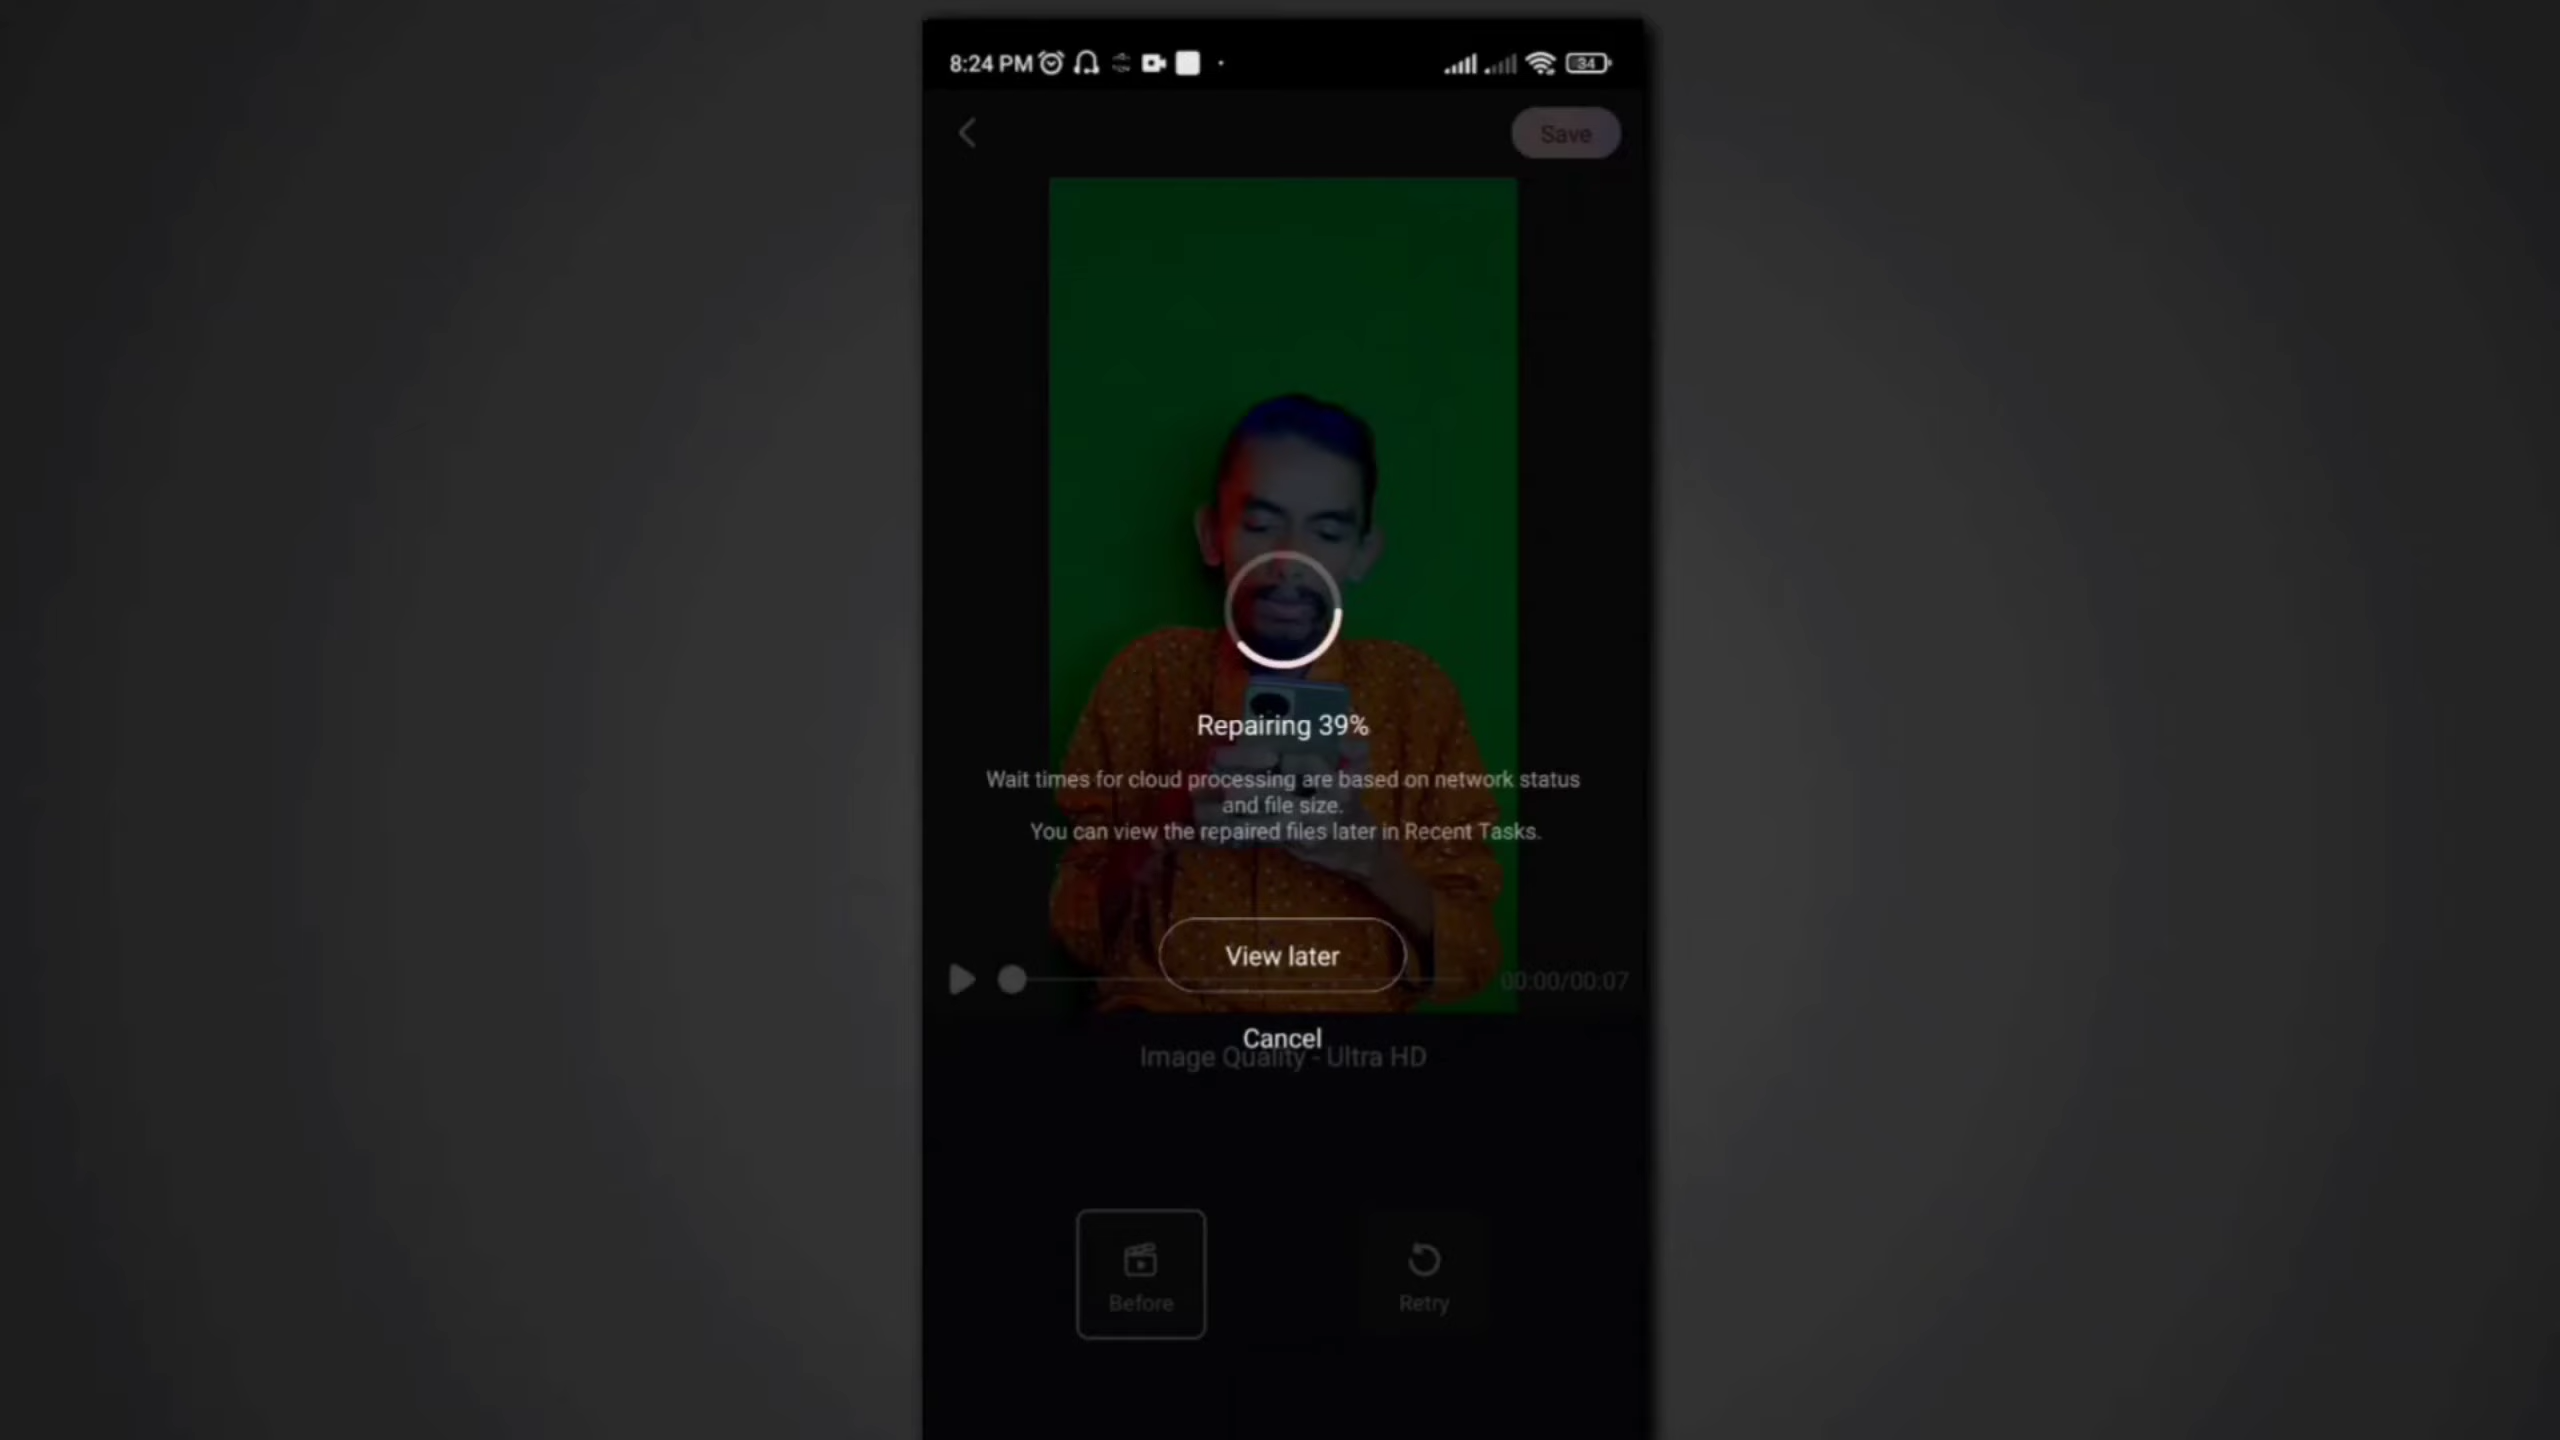 8:24 PM
34
Save
Repairing 39%
Wait times for cloud processing are based on network status
and file size.
You can view the repaired files later in Recent Tasks.
View later
00:00/00:07
Cancel
Image Quality - Ultra HD
Before
Retry